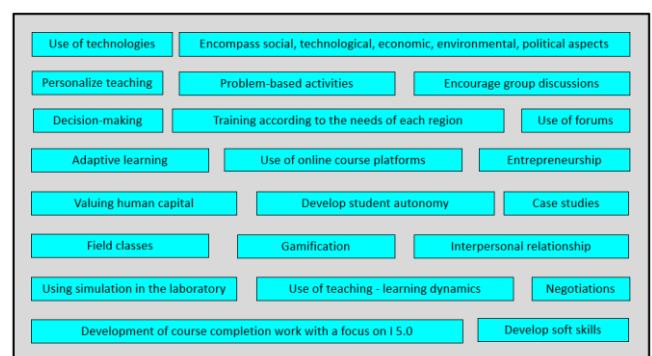 Use of technologies Encompass social, technological, economic, environmental, political aspects
Personalize teaching Problem-based activities Encourage group discussions
Decision-making Training according to the needs of each region Use of forums
Adaptive learning Use of online course platforms Entrepreneurship
Valuing human capital Develop student autonomy Case studies
Field classes Gamification Interpersonal relationship
Using simulation in the laboratory Use of teaching - learning dynamics Negotiations
Development of course completion work with a focus on I 5.0 Develop soft skills